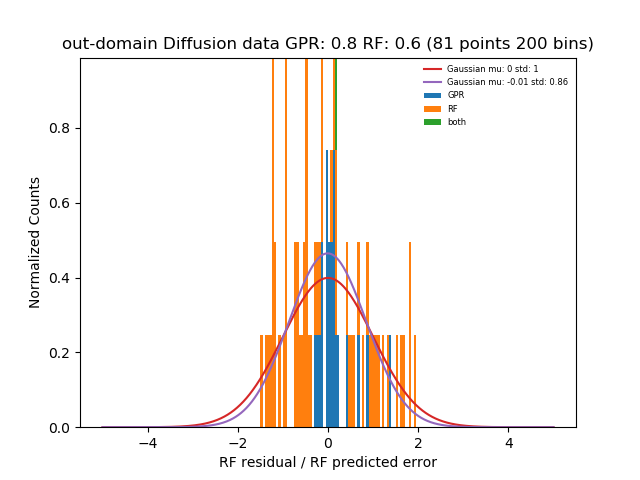 out-domain Diffusion data GPR: 0.8 RF: 0.6 (81 points 200 bins)
Gaussian mu: 0 std: 1
Gaussian mu: -0.01 std: 0.86
GPR
RF
both
Normalized Counts
0.8
0.6
0.4
0.2
0.0
−4 −2 0 2 4
RF residual / RF predicted error